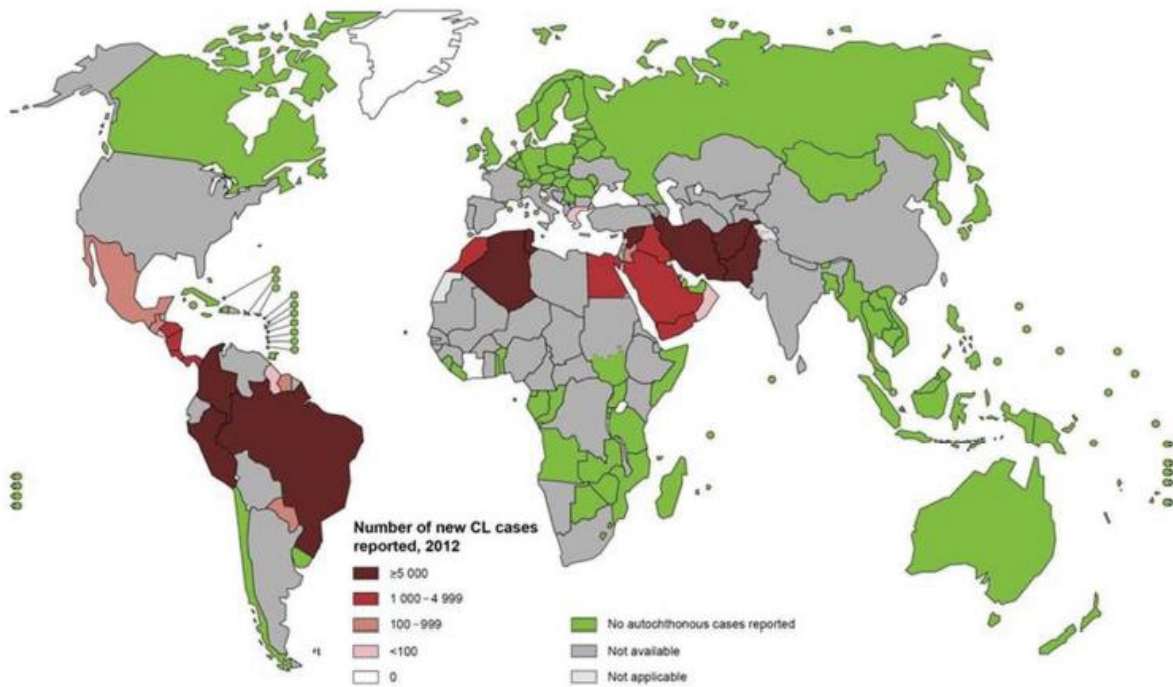 Number of new CL cases
reported, 2012
≥5 000
1 000–4 999
100–999
<100
0
No autochthonous cases reported
Not available
Not applicable